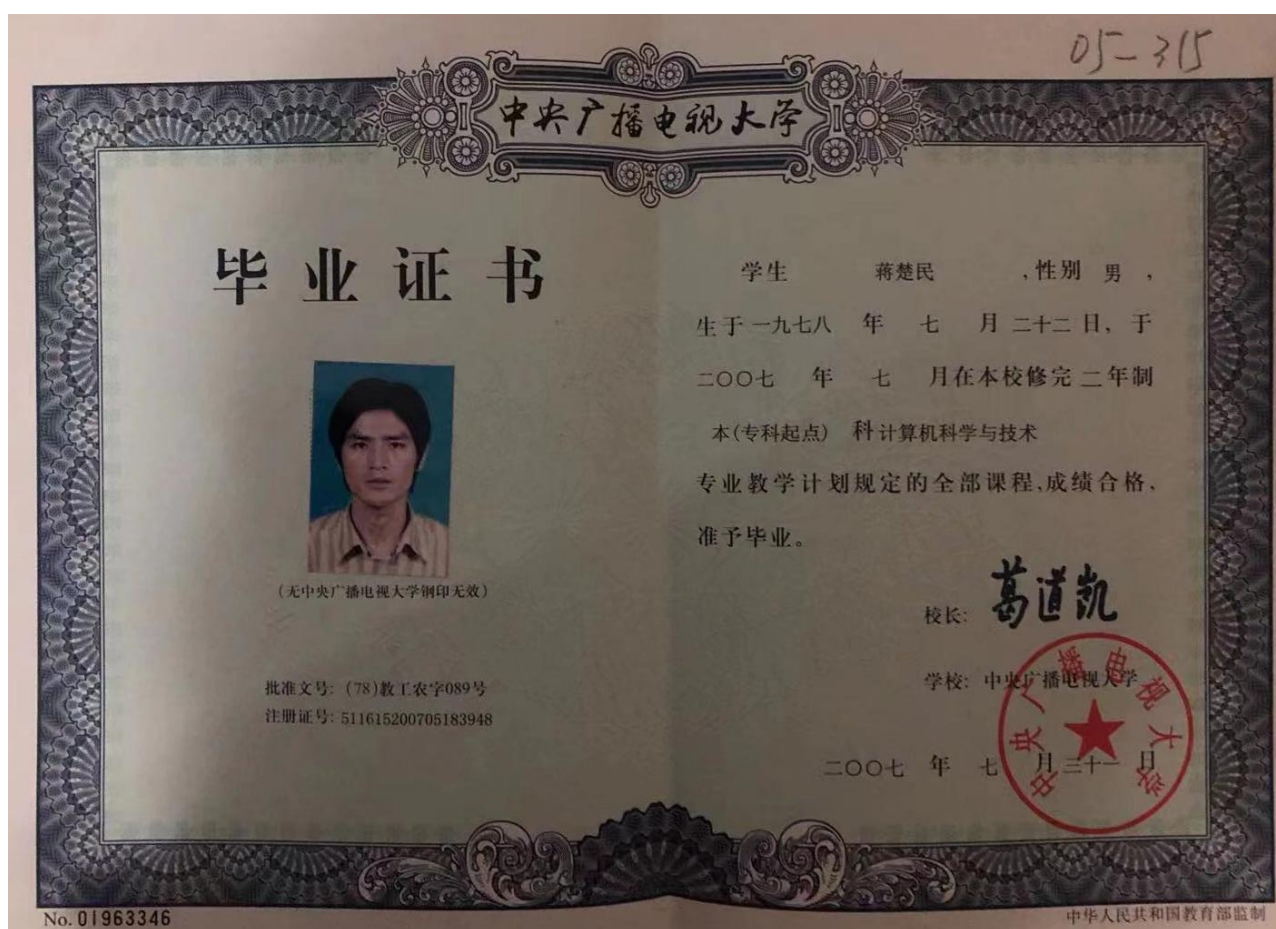 05-315
中央广播电视大学
毕业证书
(无中央广播电视大学钢印无效)
批准文号: (78)教工农字089号
注册证号: 511615200705183948
学生 蒋楚民 ,性别 男 ,
生于一九七八 年 七 月二十二日, 于
二〇〇七 年 七 月在本校修完二年制
本(专科起点) 科计算机科学与技术
专业教学计划规定的全部课程,成绩合格,
准予毕业。
校长: 葛道凯
学校: 中央广播电视大学
二〇〇七 年 七 月三十一日
中央广播电视大学
No. 01963346
中华人民共和国教育部监制